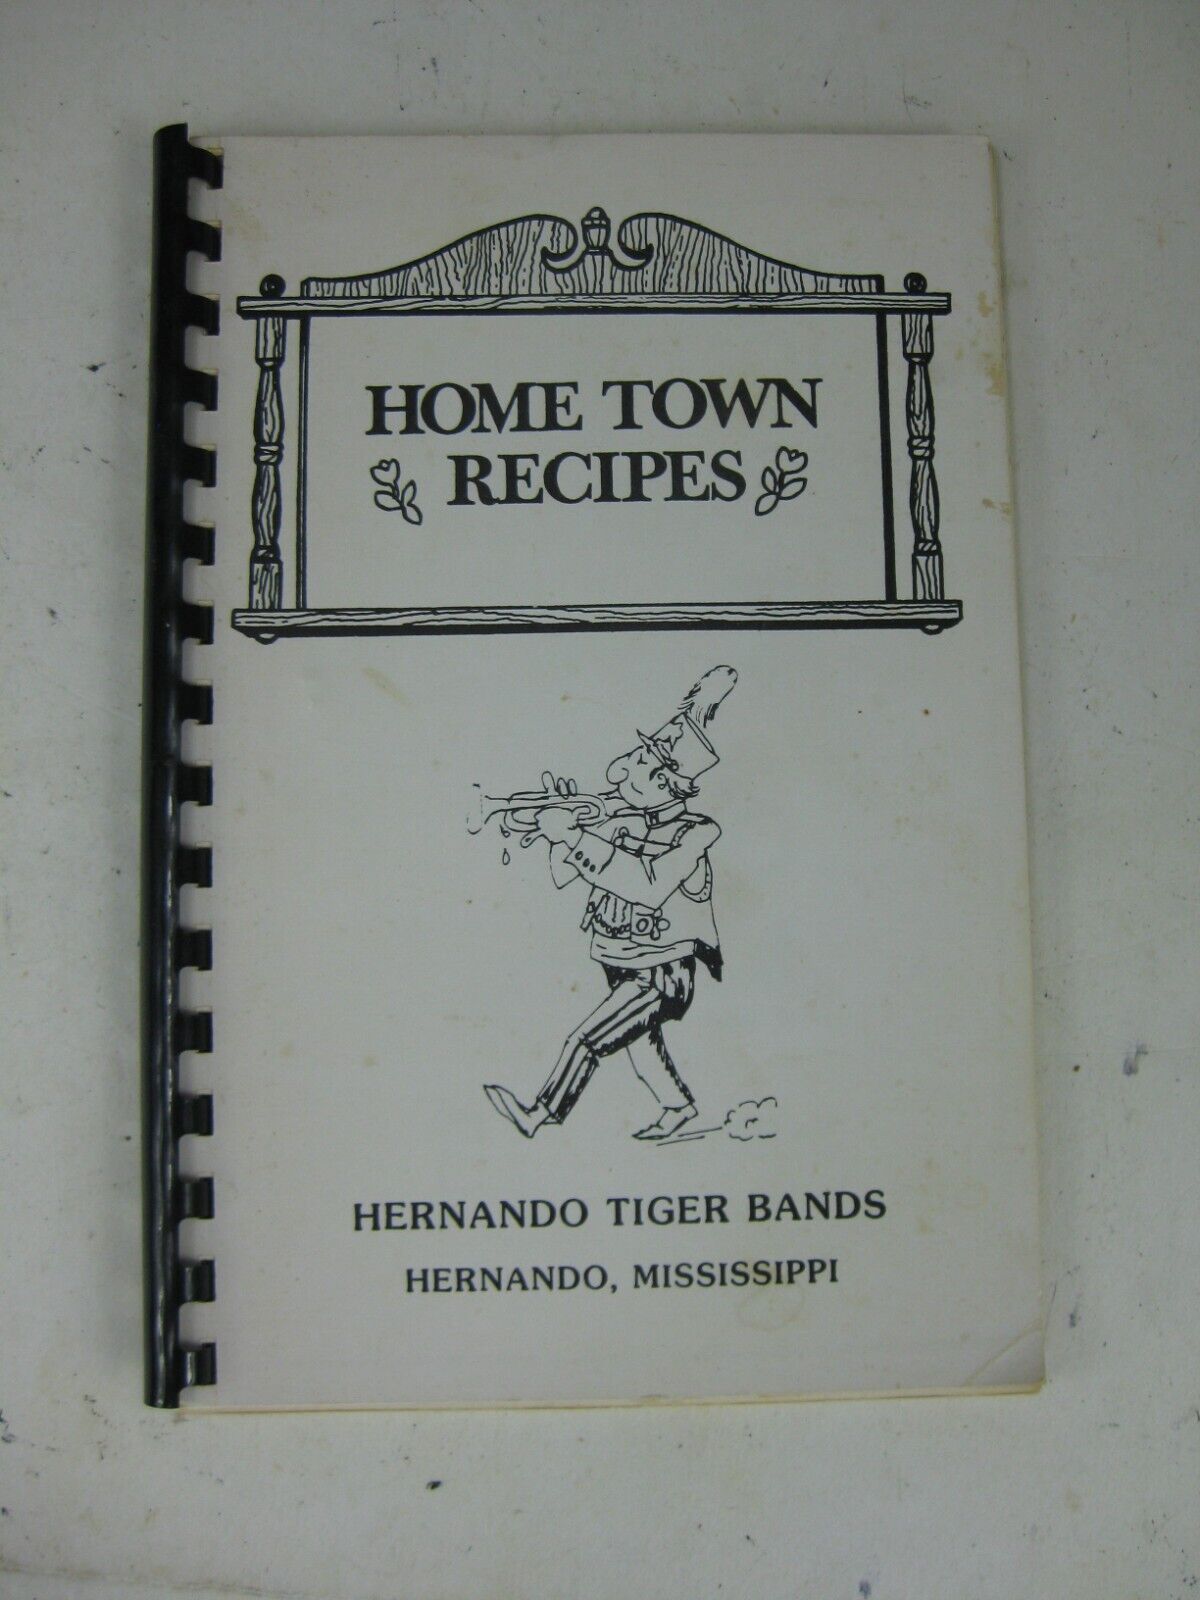 HOME TOWN
RECIPES
HERNANDO TIGER BANDS
HERNANDO, MISSISSIPPI